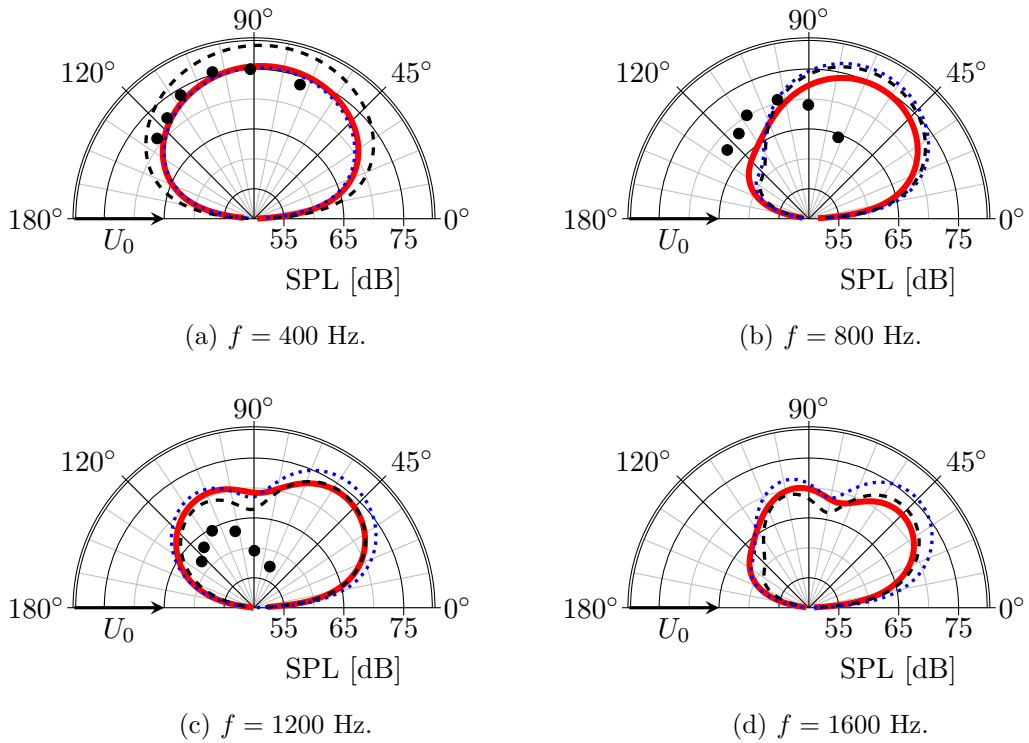 90°
120° 45°
180° 0°
U₀ 55 65 75
SPL [dB]
(a) f = 400 Hz.
90°
120° 45°
180° 0°
U₀ 55 65 75
SPL [dB]
(b) f = 800 Hz.
90°
120° 45°
180° 0°
U₀ 55 65 75
SPL [dB]
(c) f = 1200 Hz.
90°
120° 45°
180° 0°
U₀ 55 65 75
SPL [dB]
(d) f = 1600 Hz.